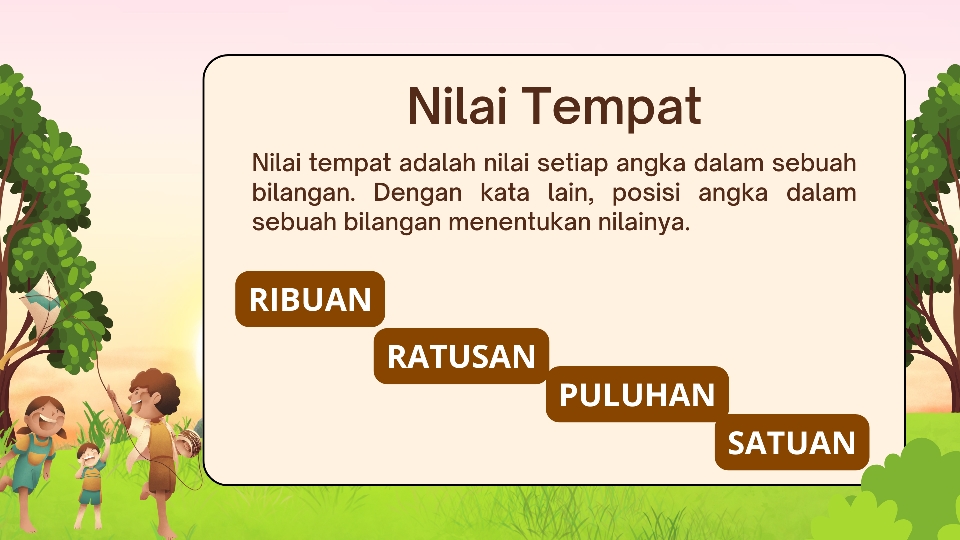 Nilai Tempat
Nilai tempat adalah nilai setiap angka dalam sebuah
bilangan. Dengan kata lain, posisi angka dalam
sebuah bilangan menentukan nilainya.
RIBUAN
RATUSAN
PULUHAN
SATUAN